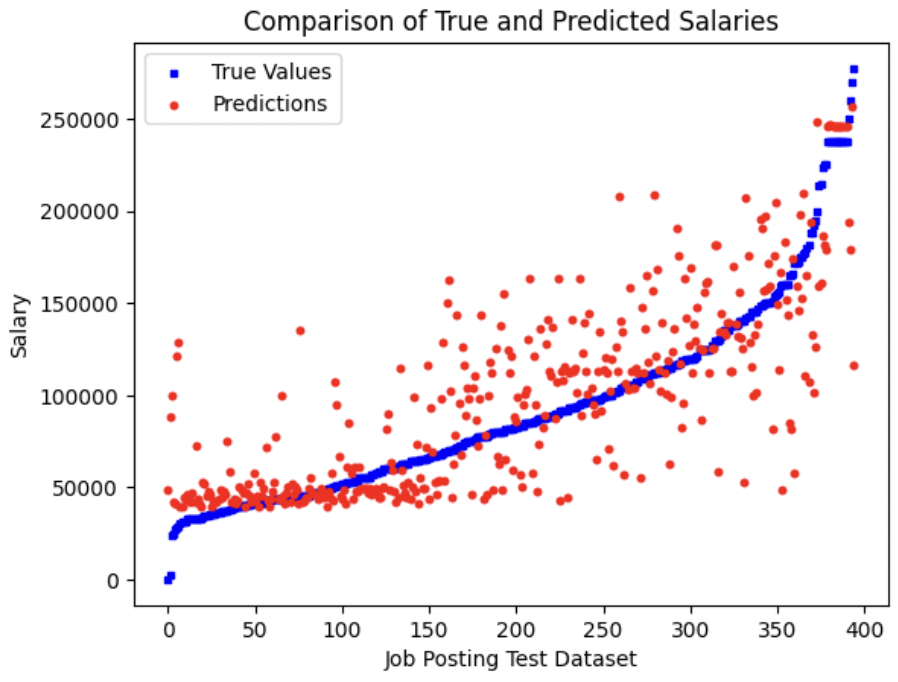 Comparison of True and Predicted Salaries
True Values
Predictions
250000
200000
150000
100000
50000
0
Salary
0 50 100 150 200 250 300 350 400
Job Posting Test Dataset